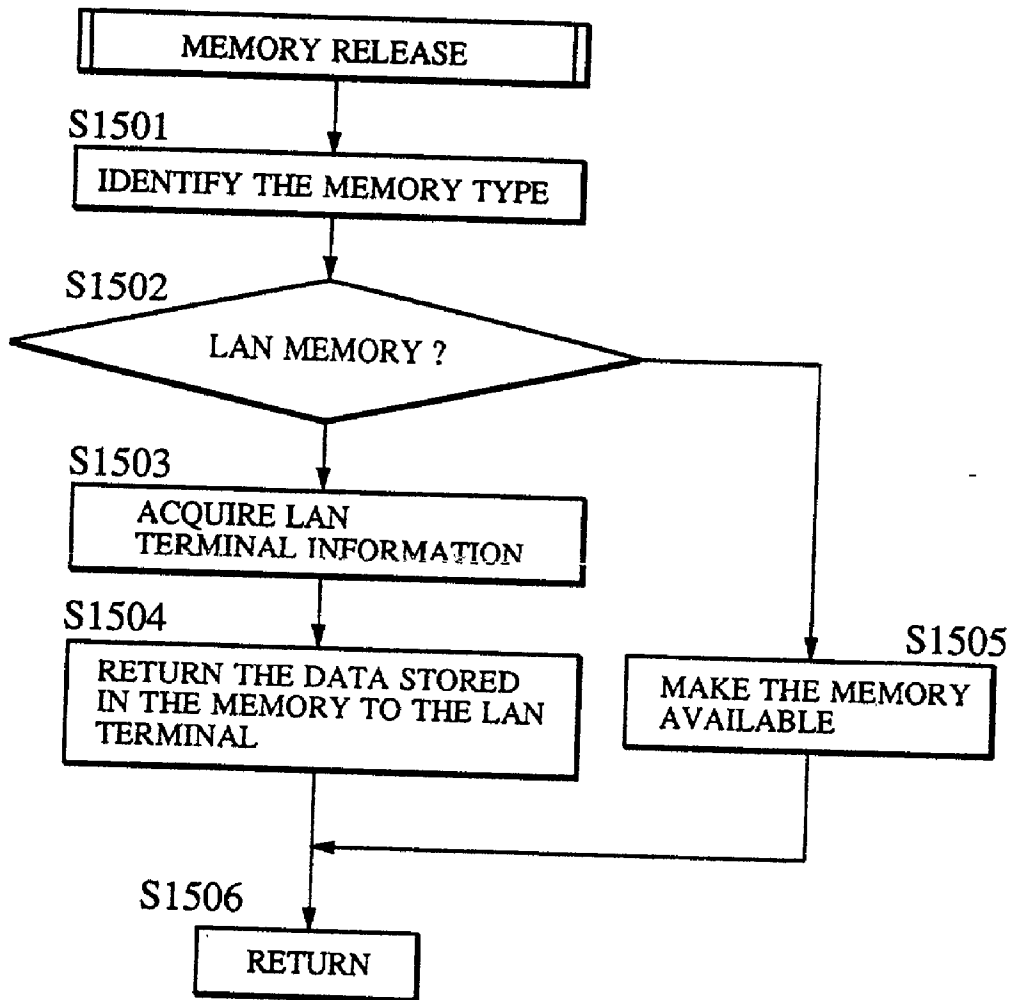 MEMORY RELEASE
S1501
IDENTIFY THE MEMORY TYPE
S1502
LAN MEMORY ?
S1503
ACQUIRE LAN
TERMINAL INFORMATION
S1504
RETURN THE DATA STORED
IN THE MEMORY TO THE LAN
TERMINAL
S1505
MAKE THE MEMORY
AVAILABLE
S1506
RETURN